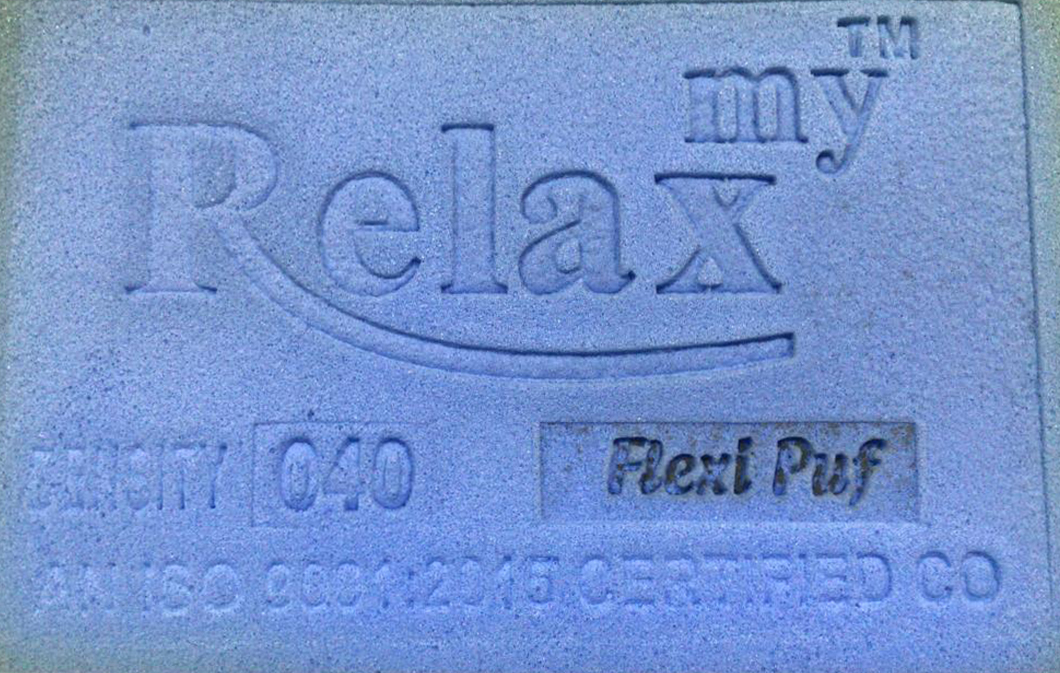 my™
Relax
DENSITY 040 Flexi Puf
AN ISO 9001:2015 CERTIFIED CO